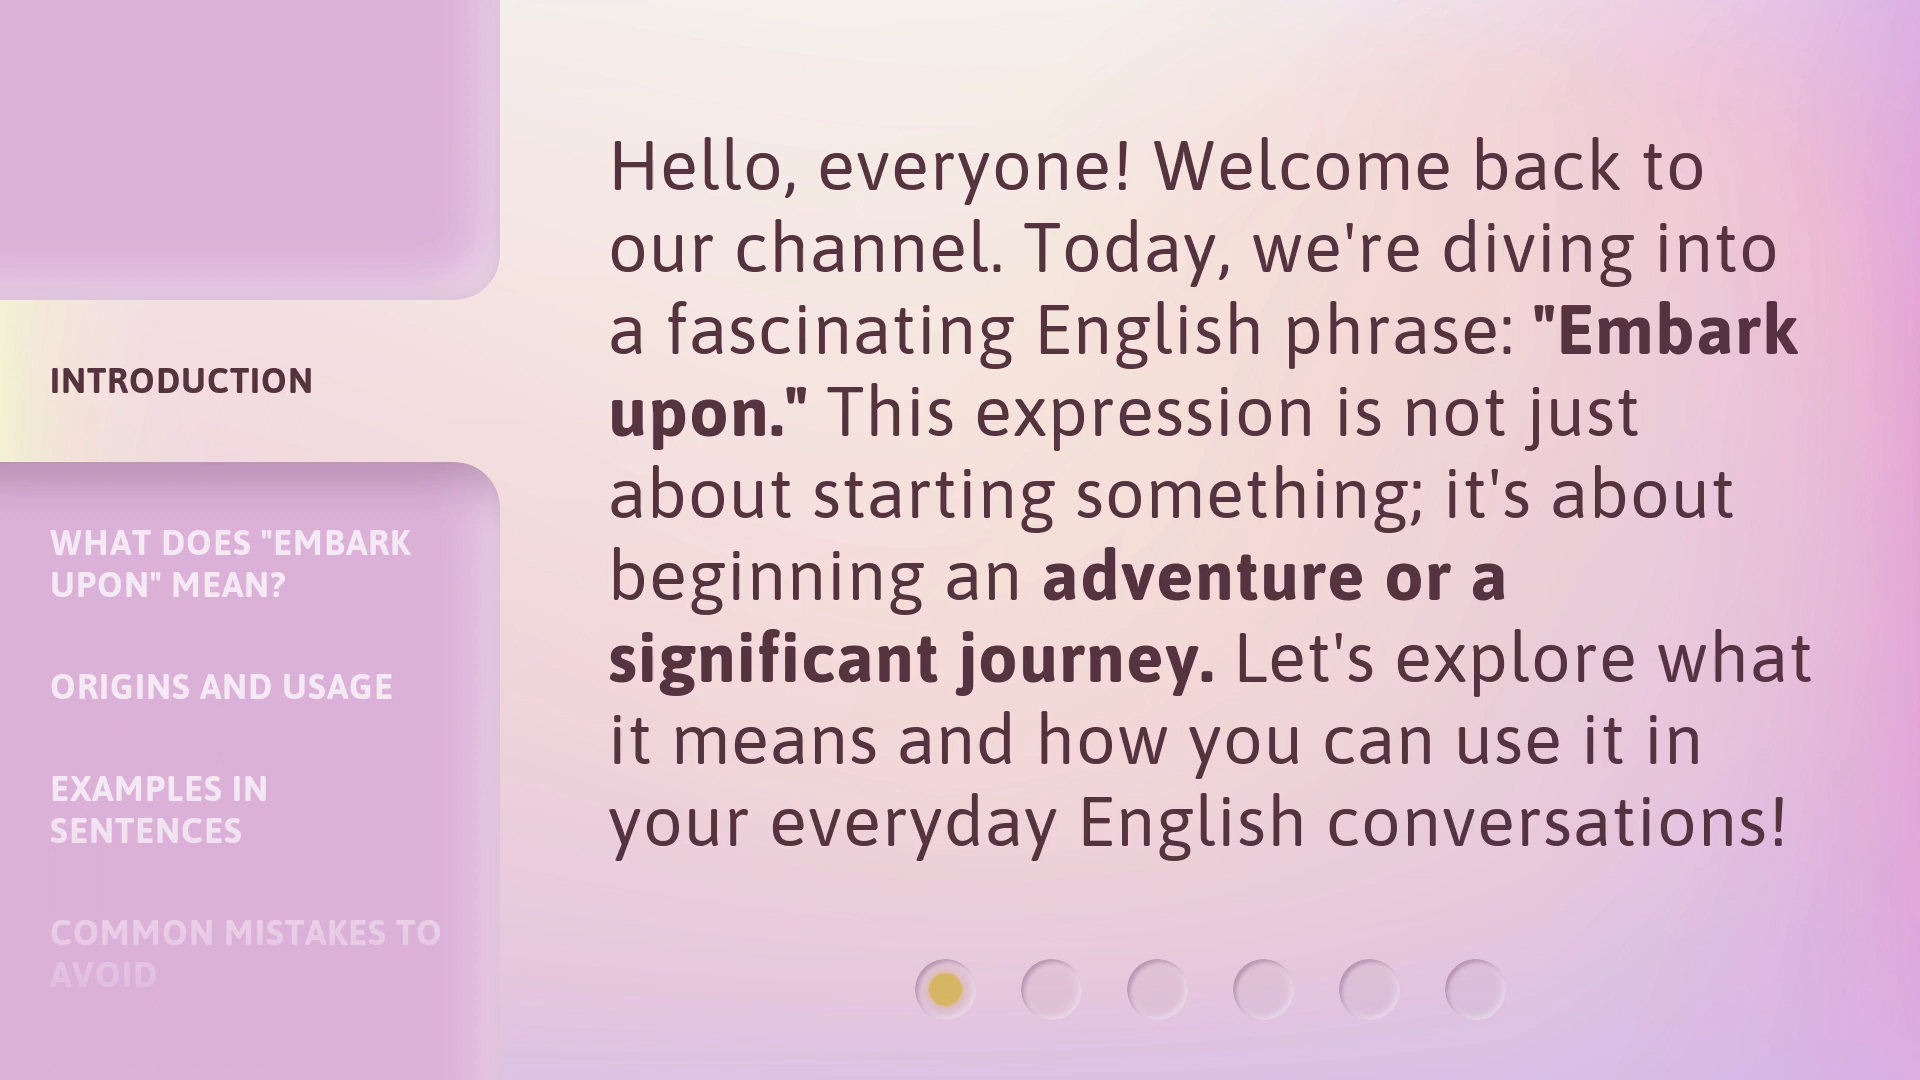 INTRODUCTION
WHAT DOES "EMBARK
UPON" MEAN?
ORIGINS AND USAGE
EXAMPLES IN
SENTENCES
COMMON MISTAKES TO
AVOID
Hello, everyone! Welcome back to
our channel. Today, we're diving into
a fascinating English phrase: "Embark
upon." This expression is not just
about starting something; it's about
beginning an adventure or a
significant journey. Let's explore what
it means and how you can use it in
your everyday English conversations!